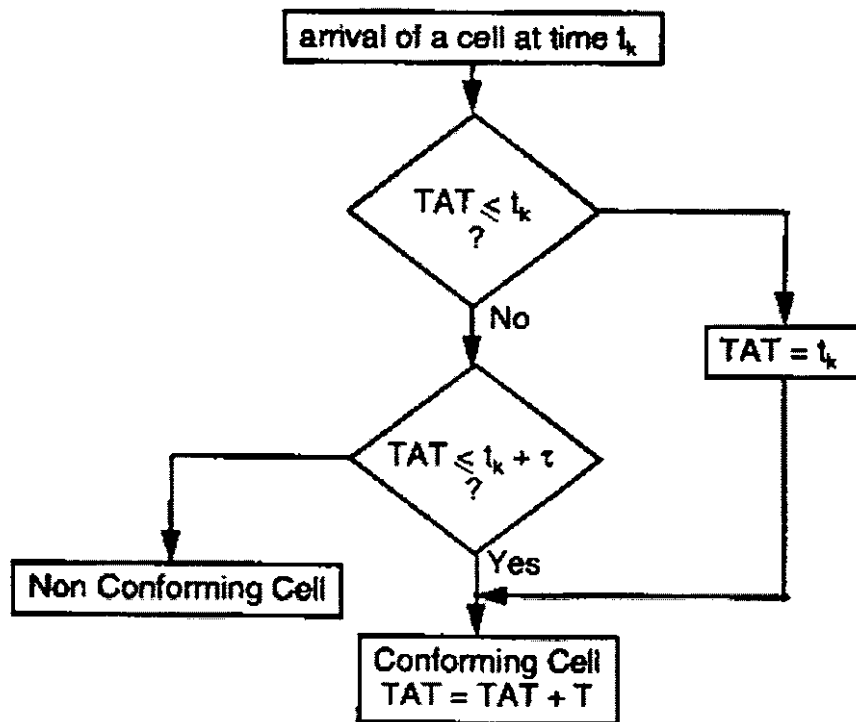 arrival of a cell at time tₖ
TAT ⩽ tₖ
?
No
TAT = tₖ
TAT ⩽ tₖ + τ
?
Yes
Non Conforming Cell
Conforming Cell
TAT = TAT + T